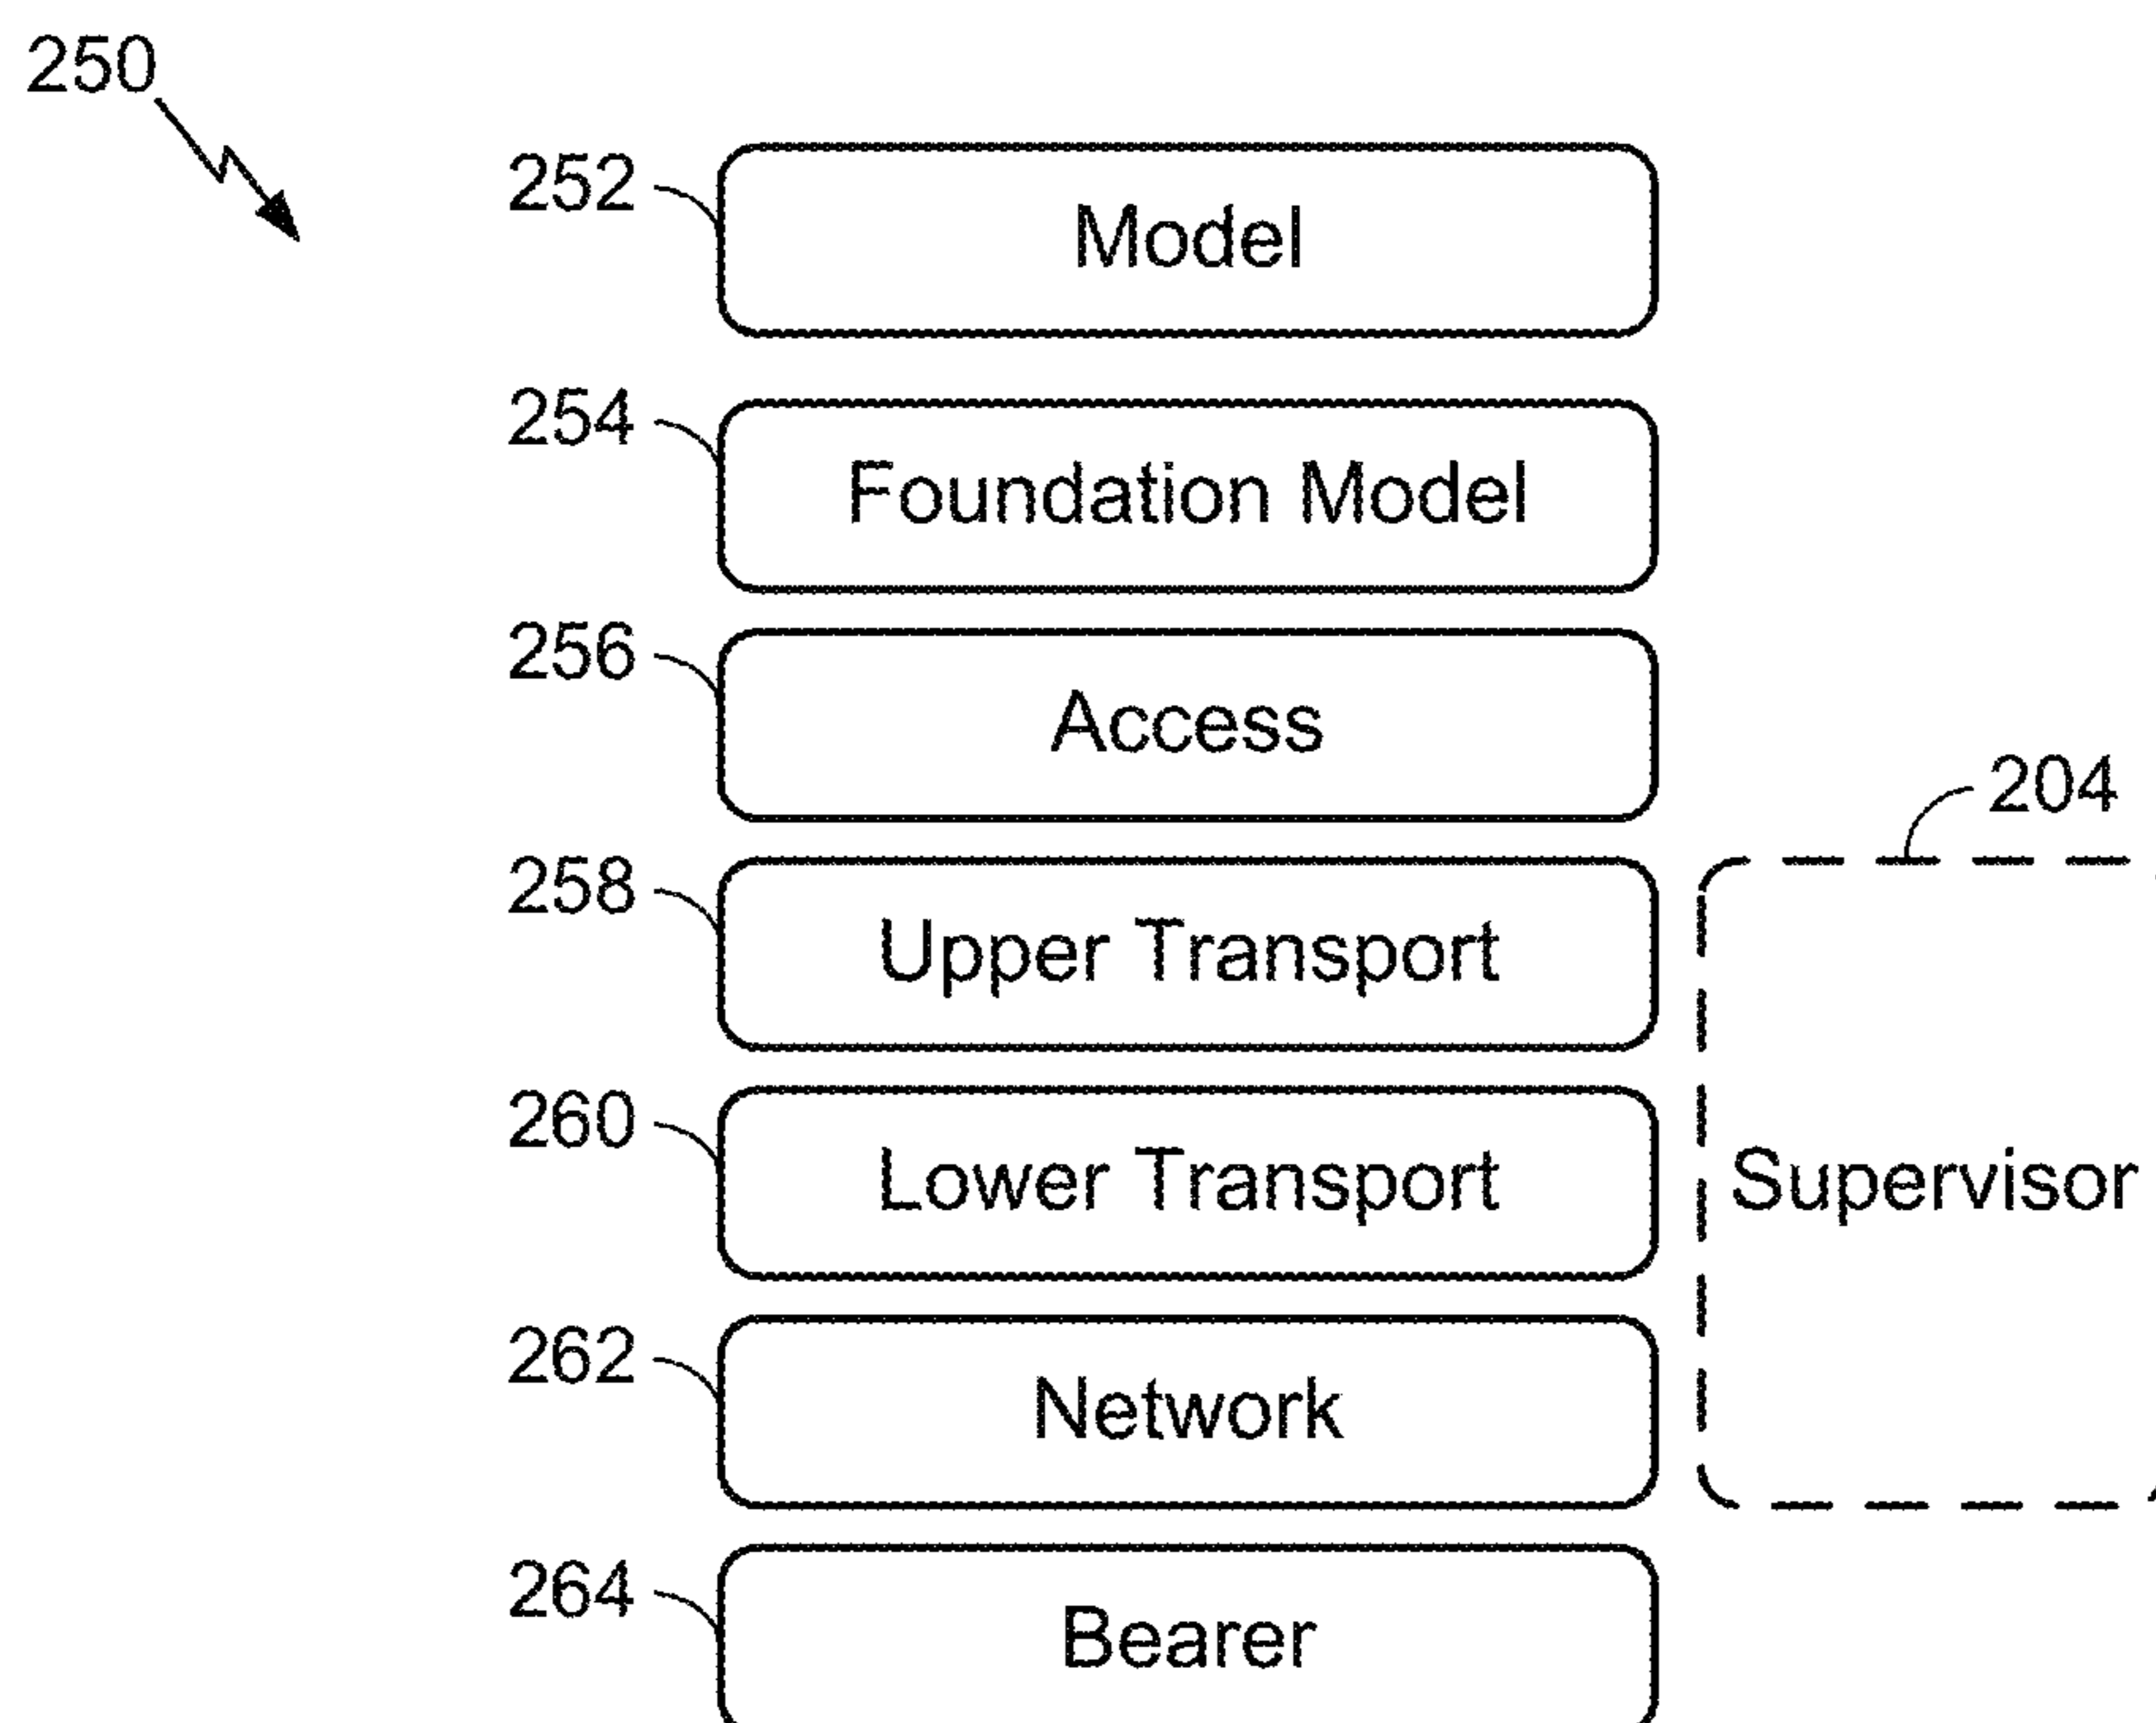 250
252
Model
254
Foundation Model
256
Access
204
258
Upper Transport
260
Lower Transport
Supervisor
262
Network
264
Bearer